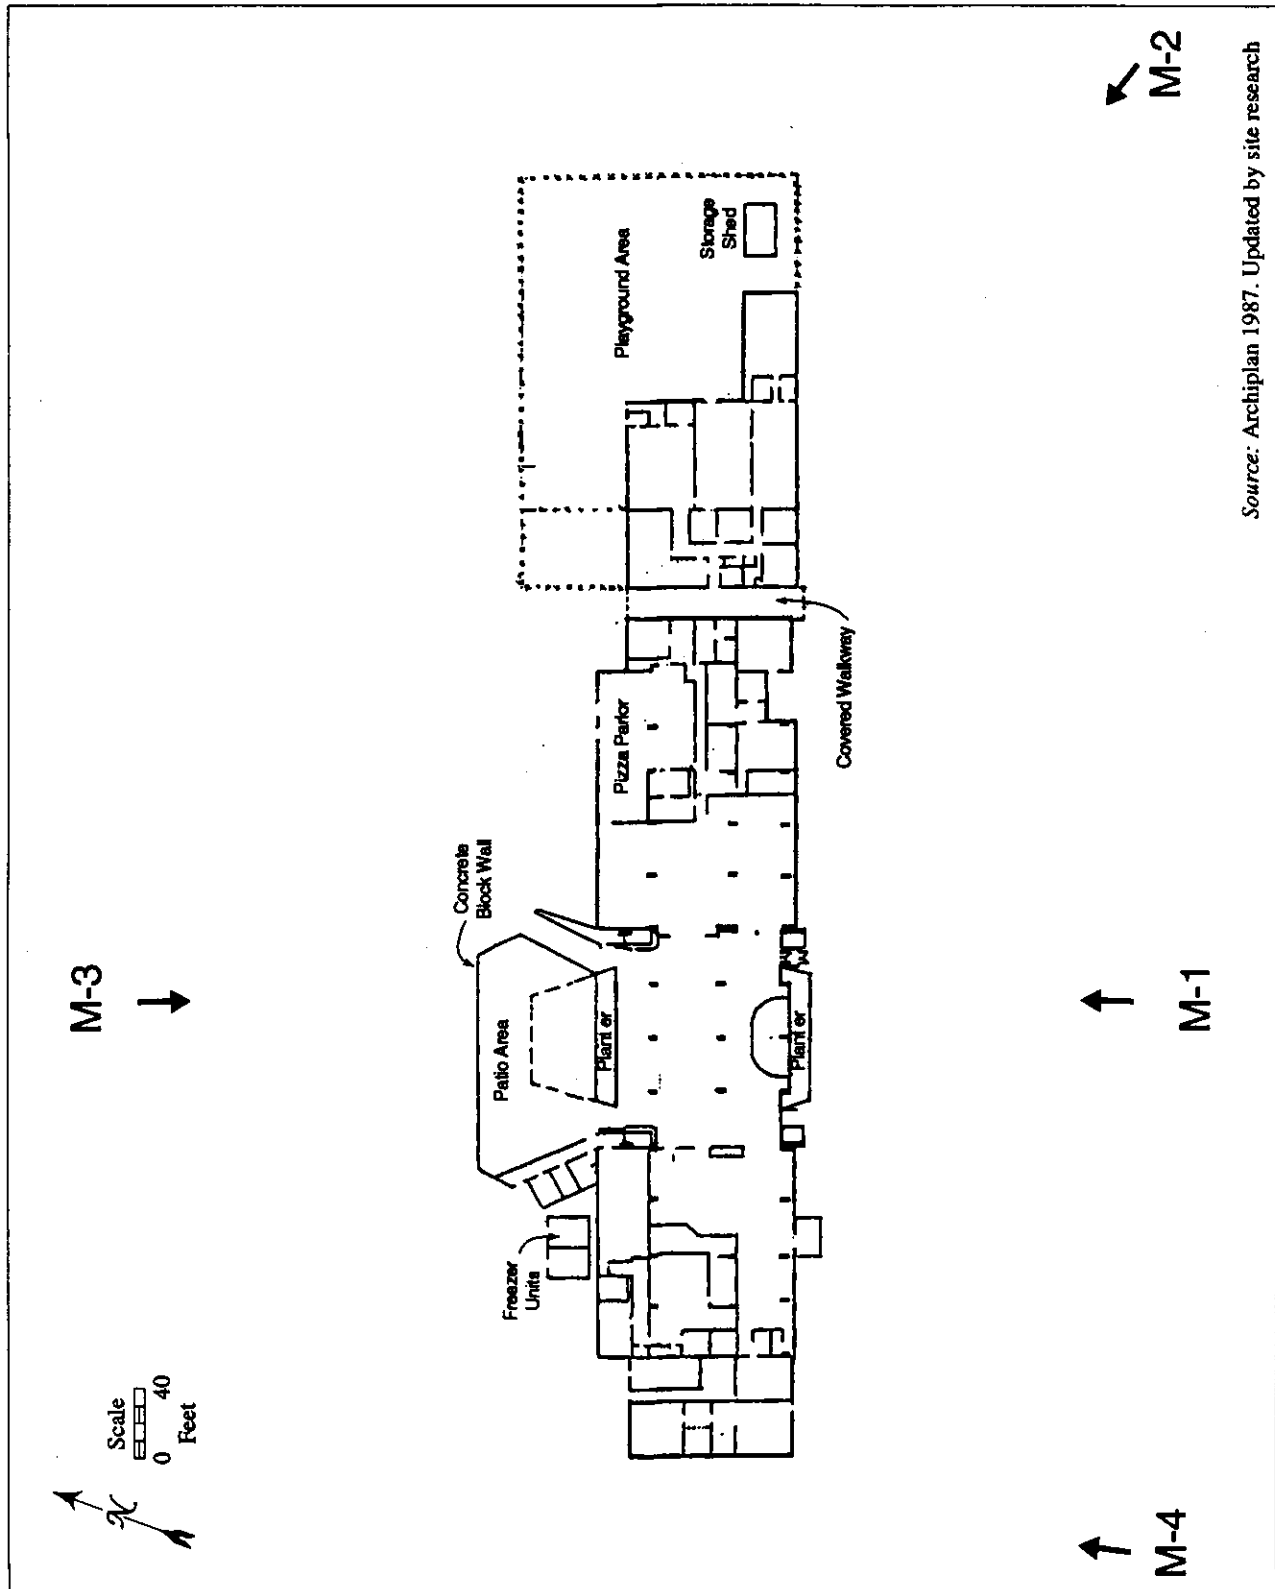 Scale
0 40
Feet
N
M-3
Concrete
Block Wall
Patio Area
Planter
Freezer
Units
Pizza Parlor
Playground Area
Storage
Shed
Covered Walkway
Planter
M-4
M-1
M-2
Source: Archiplan 1987. Updated by site research